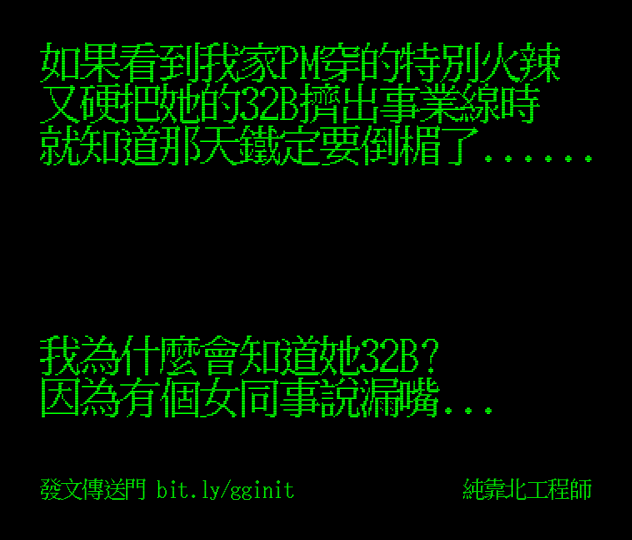 如果看到我家PM穿的特別火辣
又硬把她的32B擠出事業線時
就知道那天鐵定要倒楣了......
我為什麼會知道她32B?
因為有個女同事說漏嘴...
發文傳送門 bit.ly/gginit
純靠北工程師